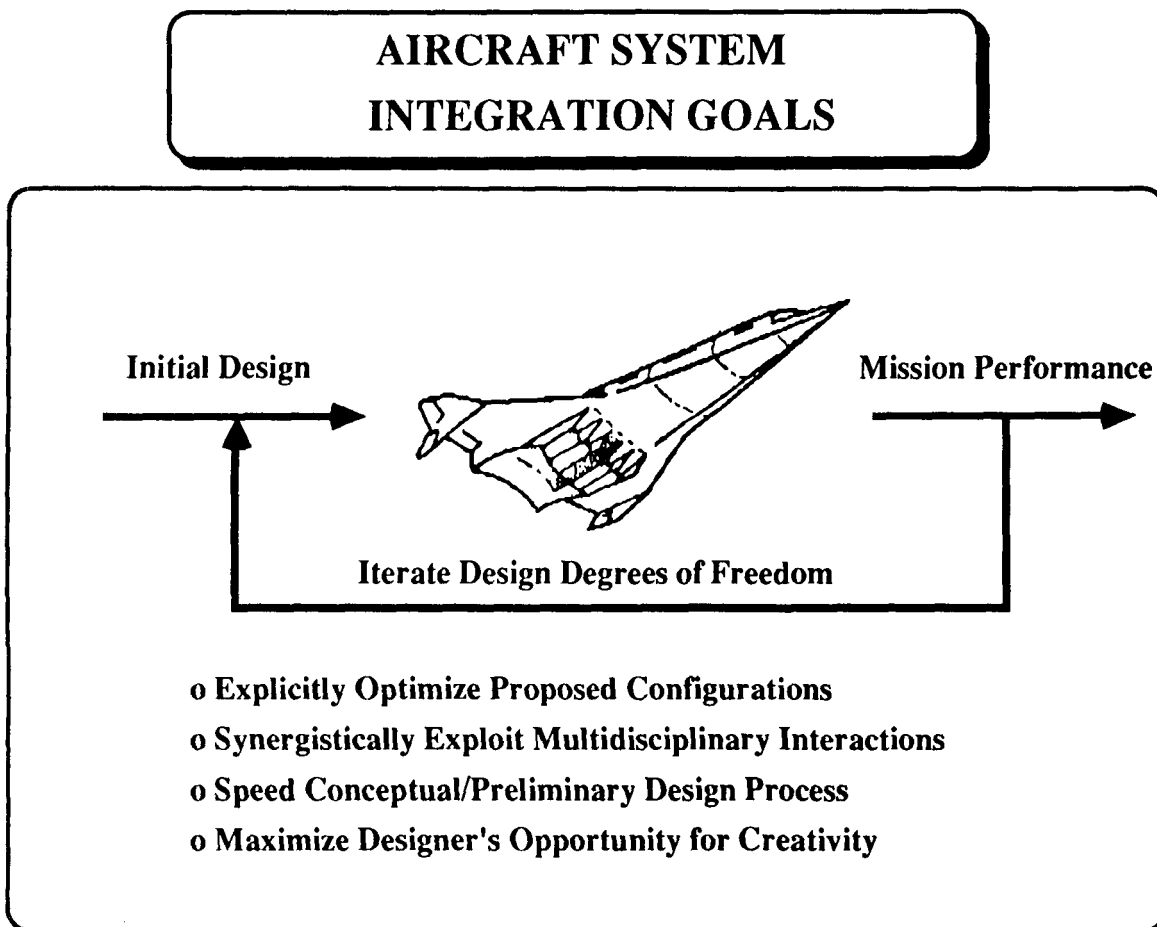 AIRCRAFT SYSTEM
INTEGRATION GOALS
Initial Design
Mission Performance
Iterate Design Degrees of Freedom
o Explicitly Optimize Proposed Configurations
o Synergistically Exploit Multidisciplinary Interactions
o Speed Conceptual/Preliminary Design Process
o Maximize Designer's Opportunity for Creativity